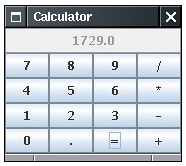 Calculator
1729.0
7 8 9 /
4 5 6 *
1 2 3 -
0 . = +